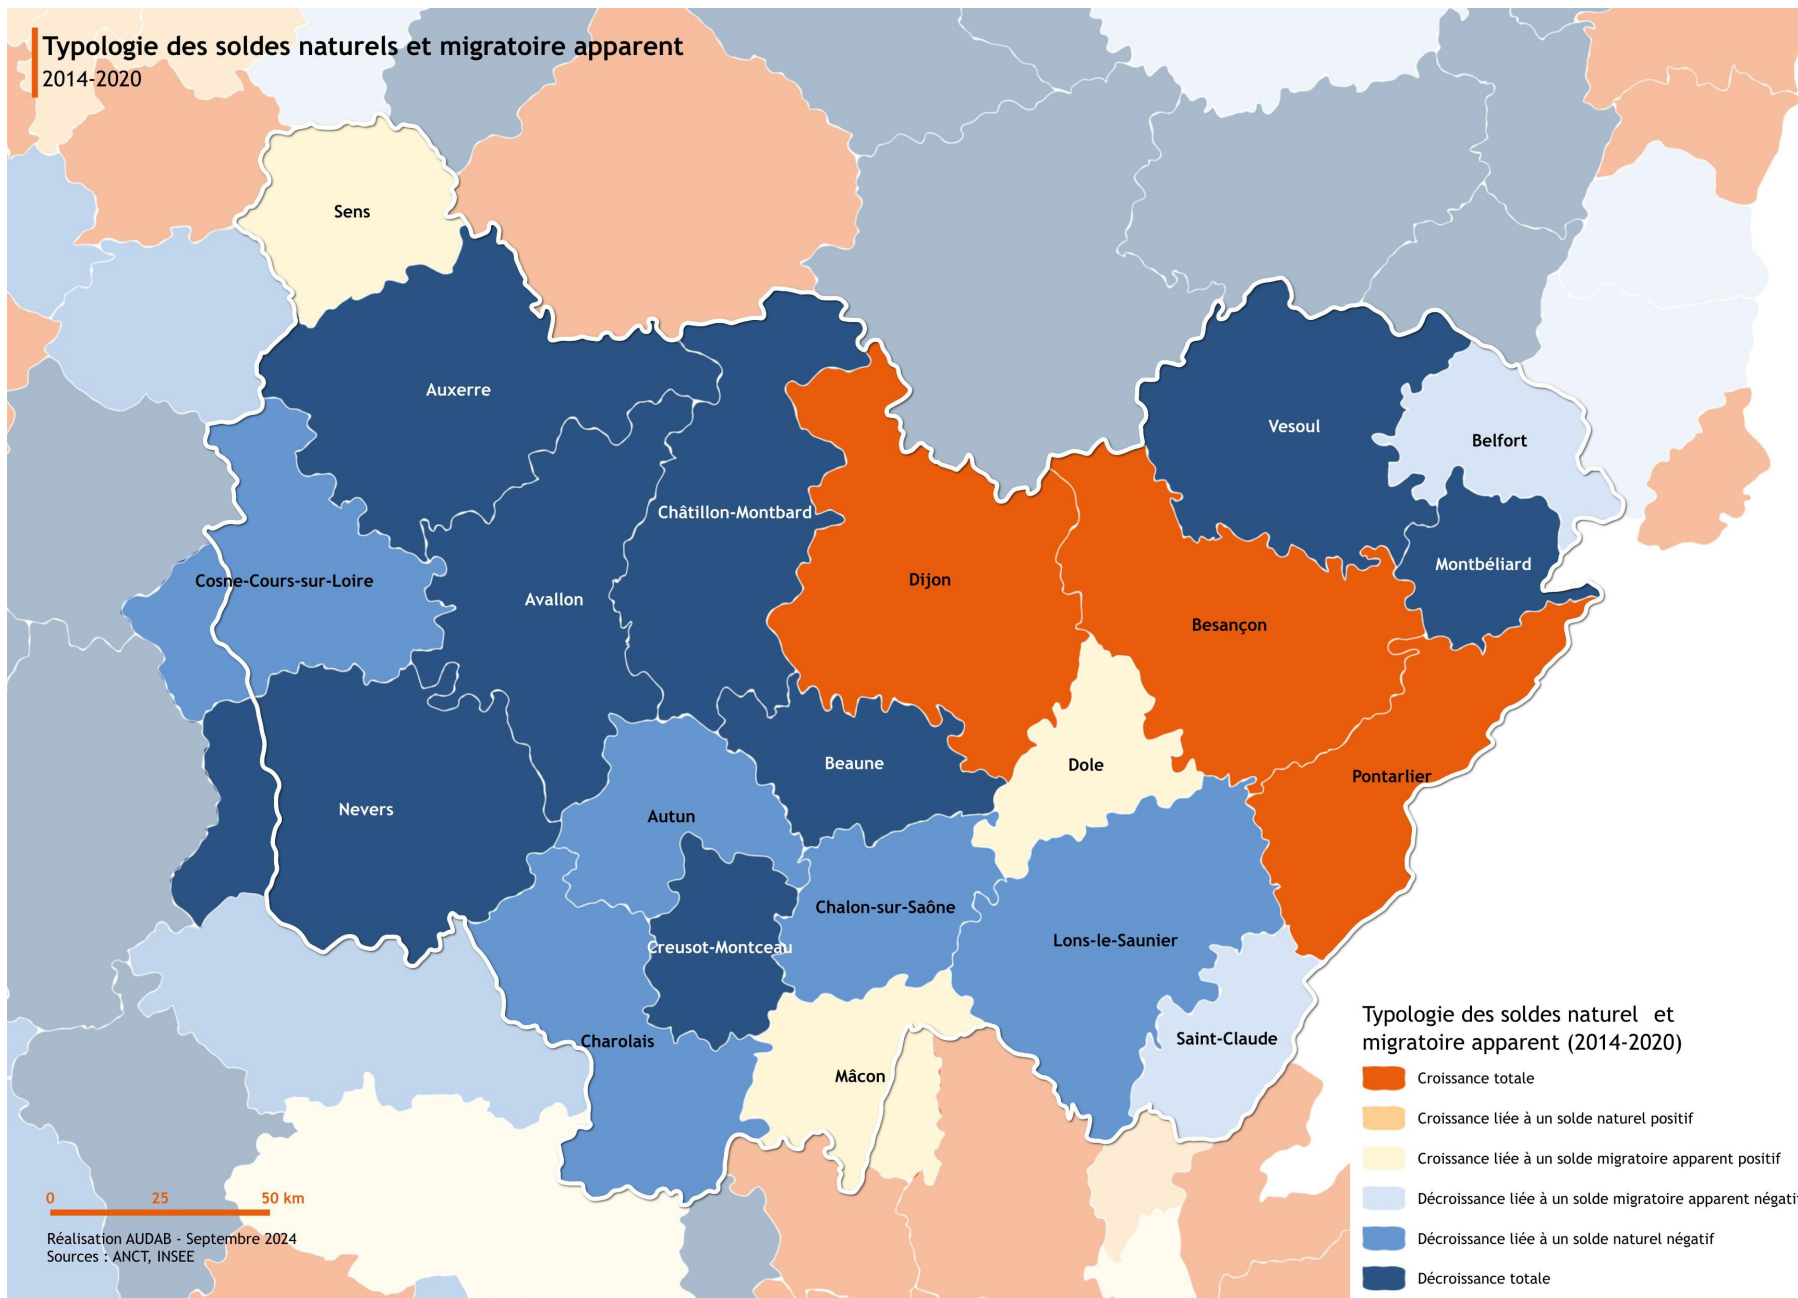 Typologie des soldes naturels et migratoire apparent
2014-2020
Sens
Auxerre
Vesoul
Belfort
Châtillon-Montbard
Montbéliard
Cosne-Cours-sur-Loire
Dijon
Avallon
Besançon
Beaune
Dole
Pontarlier
Nevers
Autun
Chalon-sur-Saône
Lons-le-Saunier
Creusot-Montceau
Saint-Claude
Charolais
Mâcon
Typologie des soldes naturel et
migratoire apparent (2014-2020)
Croissance totale
Croissance liée à un solde naturel positif
Croissance liée à un solde migratoire apparent positif
Décroissance liée à un solde migratoire apparent négati
Décroissance liée à un solde naturel négatif
Décroissance totale
0 25 50 km
Réalisation AUDAB - Septembre 2024
Sources : ANCT, INSEE